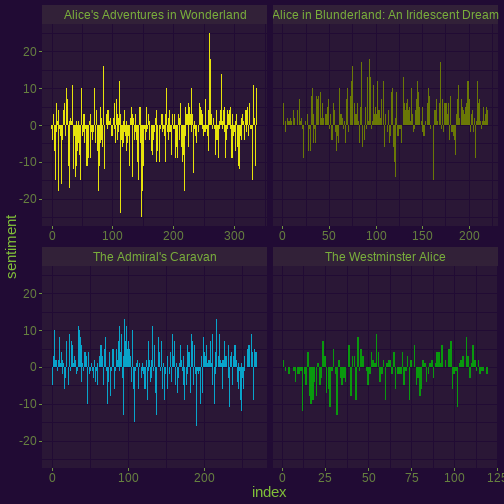 Alice's Adventures in Wonderland
Alice in Blunderland: An Iridescent Dream
20
10
0
-10
-20
0 100 200 300
0 50 100 150 200
The Admiral's Caravan
The Westminster Alice
20
10
0
-10
-20
0 100 200
0 25 50 75 100 125
sentiment
index